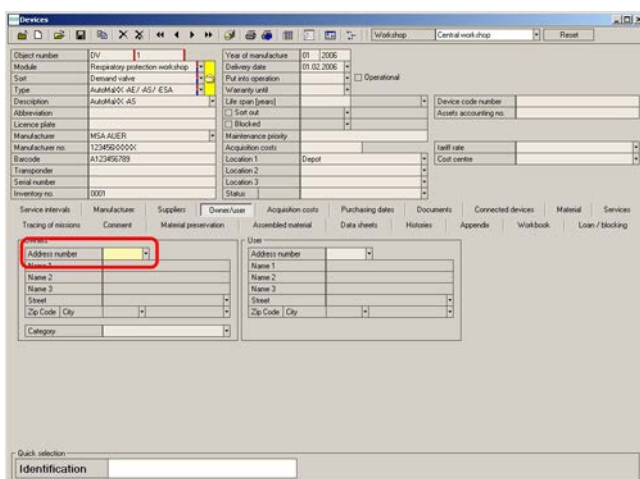 Devices
Workshop Central workshop Reset
Object number DV 1 Year of manufacture 01 2006
Module Respiratory protection workshop Delivery date 01.02.2006
Sort Demand valve Put into operation Operational
Type AutoMaXX-AE/-AS/-ESA Warranty until
Description AutoMaXX-AS Life span [years] Device code number
Abbreviation Sort out Assets accounting no.
Licence plate Blocked
Manufacturer MSA AUER Maintenance priority
Manufacturer no. Acquisition costs tariff rate
Barcode A123456789 Location 1 Depot Cost centre
Transponder Location 2
Serial number Location 3
Inventory no. 0001 Status
Service intervals Manufacturer Suppliers Owner/user Acquisition costs Purchasing dates Documents Connected devices Material Services
Tracing of missions Comment Material preservation Assembled material Data sheets Histories Appendix Workbook Loan / blocking
Owners User
Address number Address number
Name 1 Name 1
Name 2 Name 2
Name 3 Name 3
Street Street
Zip Code City Zip Code City
Category
Quick selection
Identification